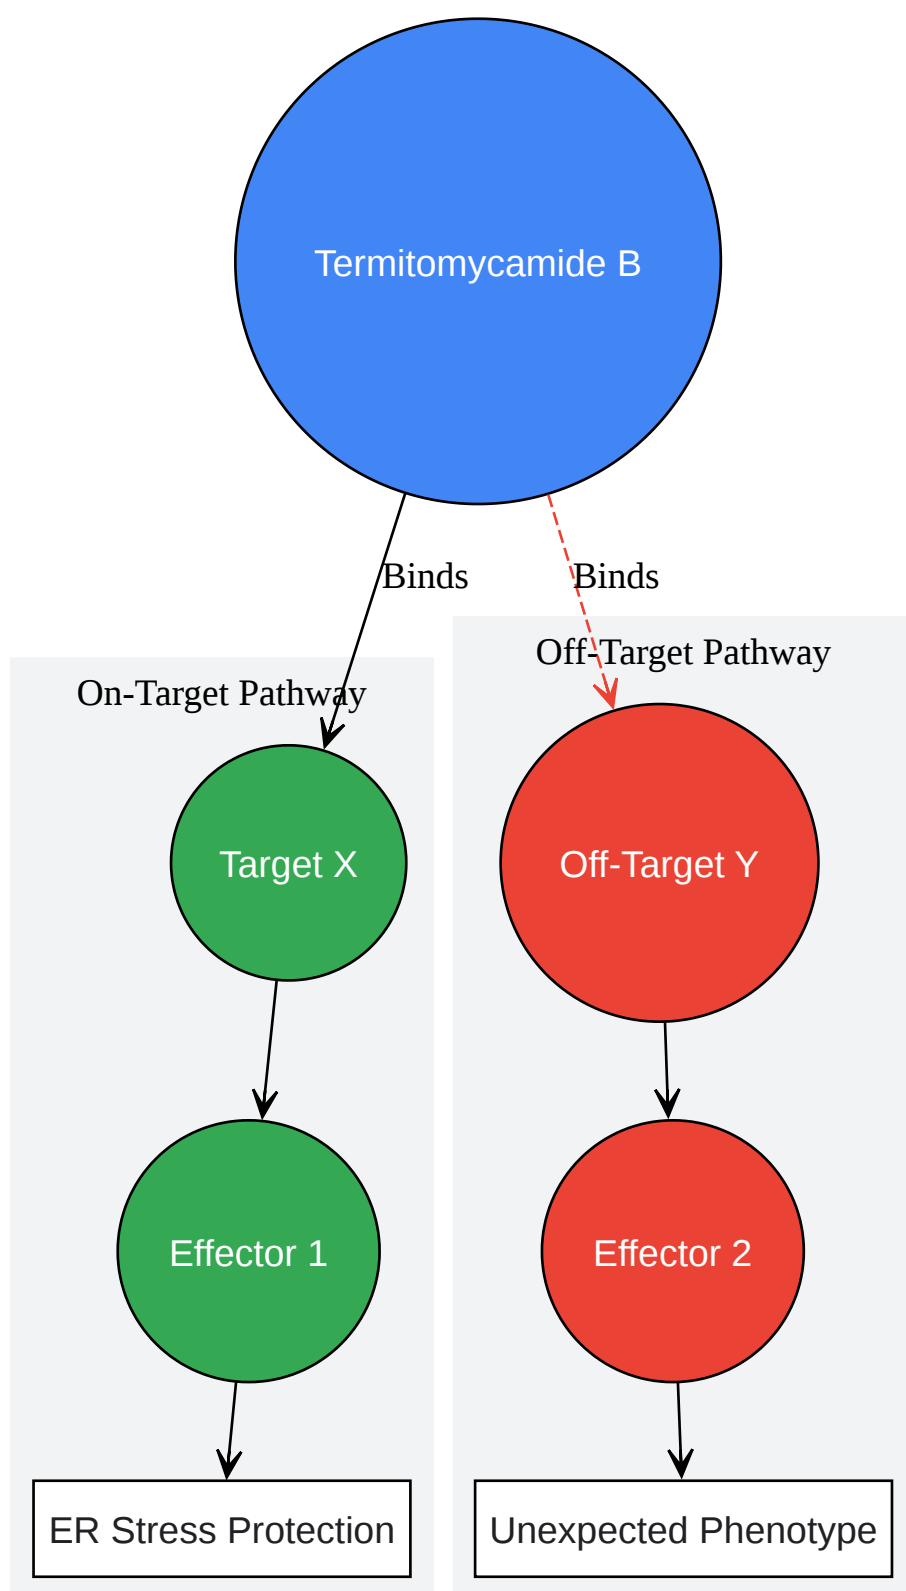 Termitomycamide B
Binds
Binds
On-Target Pathway
Off-Target Pathway
Target X
Off-Target Y
Effector 1
Effector 2
ER Stress Protection
Unexpected Phenotype